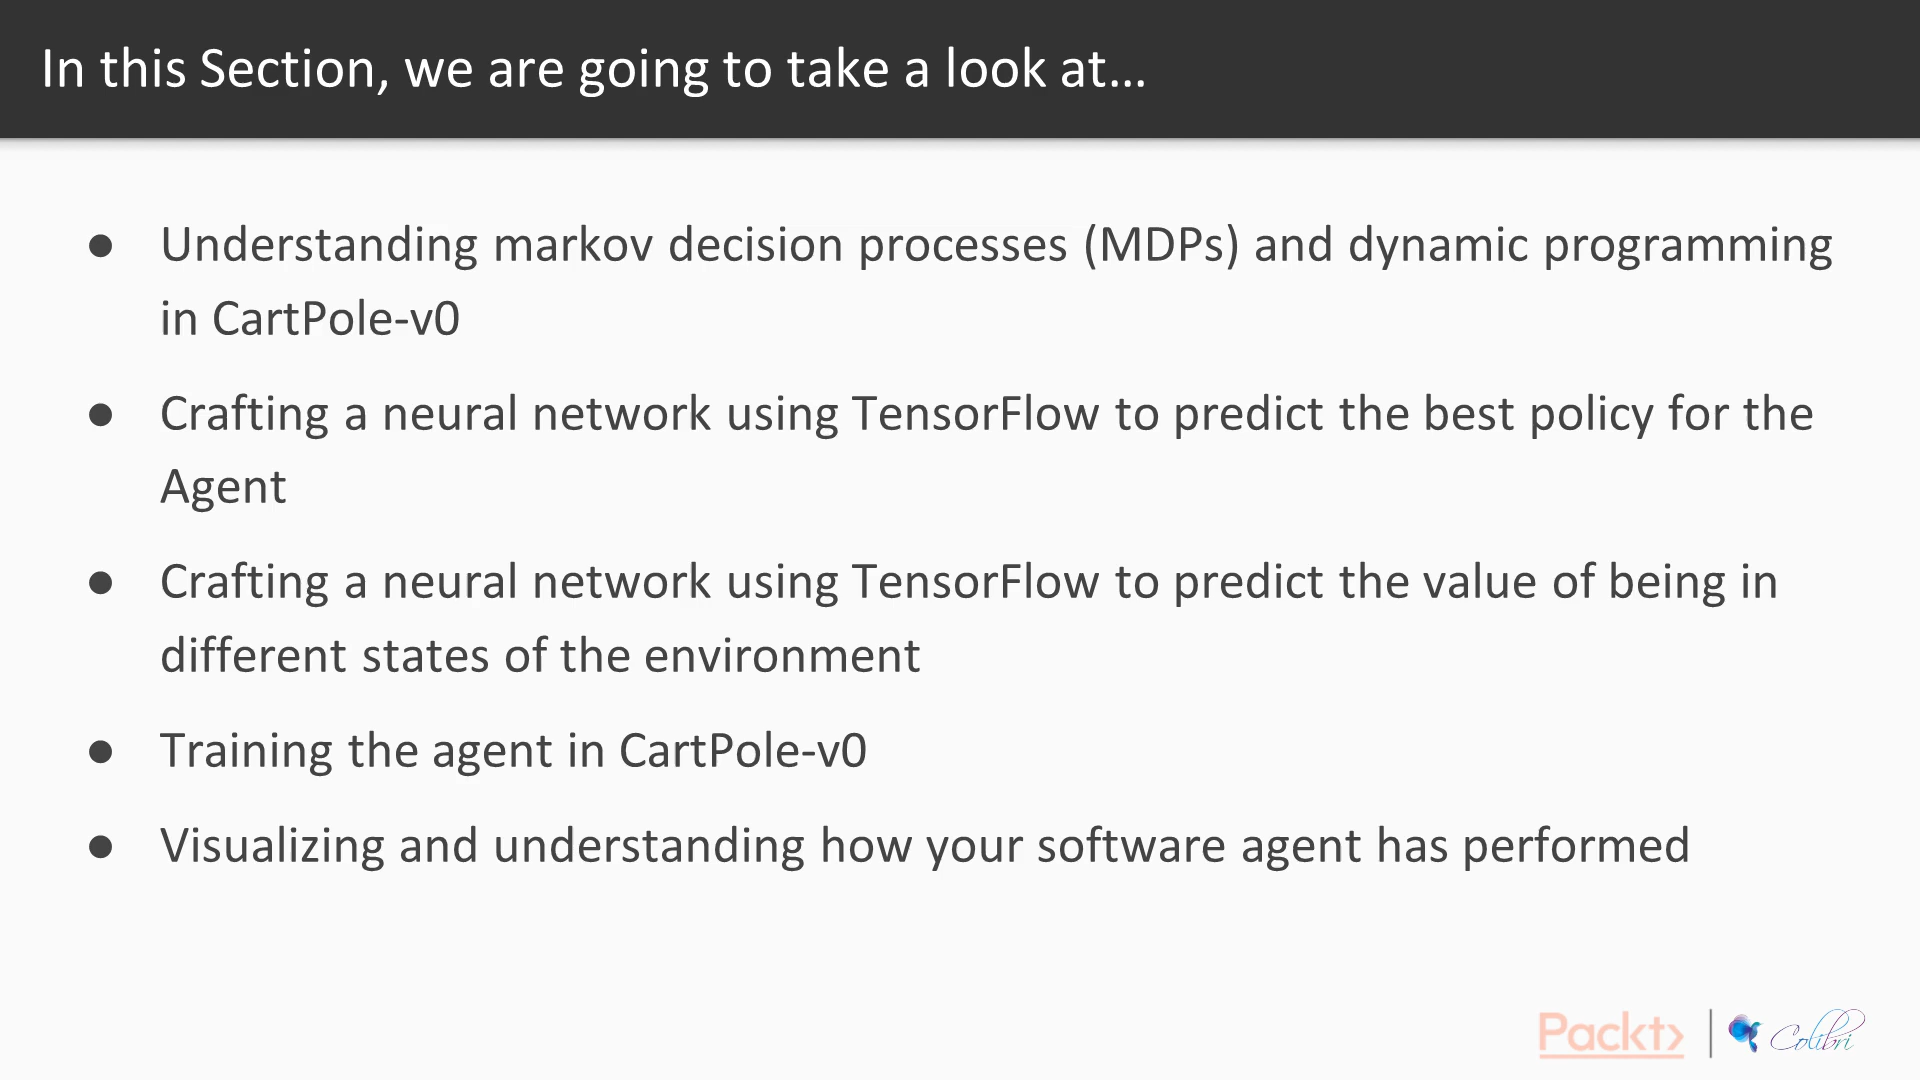 In this Section, we are going to take a look at...
● Understanding markov decision processes (MDPs) and dynamic programming
in CartPole-v0
● Crafting a neural network using TensorFlow to predict the best policy for the
Agent
● Crafting a neural network using TensorFlow to predict the value of being in
different states of the environment
● Training the agent in CartPole-v0
● Visualizing and understanding how your software agent has performed
Packt> | Colibri